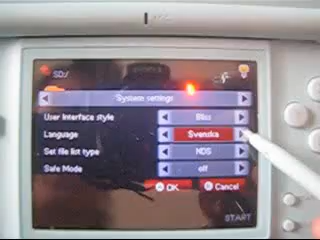 SD:/
System settings
User Interface style Bliss
Language Svenska
Set file list type NDS
Safe Mode off
A OK B Cancel
START